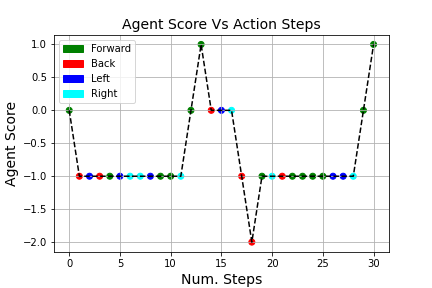 Agent Score Vs Action Steps
Agent Score
1.0
0.5
0.0
−0.5
−1.0
−1.5
−2.0
Forward
Back
Left
Right
0 5 10 15 20 25 30
Num. Steps